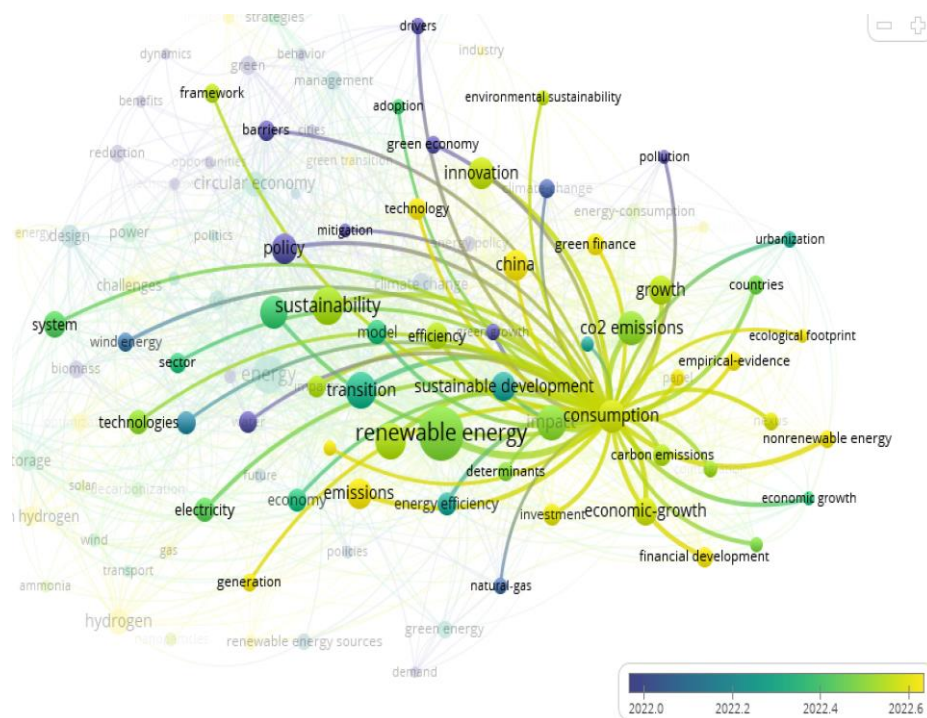 strategies
drivers
dynamics
behavior
industry
green
management
framework
benefits
adoption
environmental sustainability
barriers
cities
green economy
reduction
opportunities
green transition
innovation
pollution
circular economy
climate change
technology
energy-consumption
design
power
politics
mitigation
energy policy
green finance
urbanization
policy
china
challenges
climate change
growth
countries
sustainability
system
wind energy
model
efficiency
green growth
co2 emissions
ecological footprint
sector
empirical-evidence
biomass
energy
panel
transition
sustainable development
consumption
technologies
water
renewable energy
impact
nexus
nonrenewable energy
carbon emissions
determinants
future
solar
decarbonization
economy
emissions
energy efficiency
economic growth
electricity
investment
economic-growth
hydrogen
wind
gas
policies
financial development
transport
ammonia
generation
natural-gas
hydrogen
green energy
renewable energy sources
demand
2022.0 2022.2 2022.4 2022.6